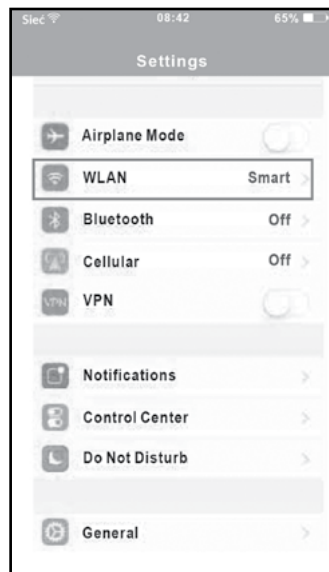 Sieć 08:42 65%
Settings
Airplane Mode
WLAN Smart
Bluetooth Off
Cellular Off
VPN VPN
Notifications
Control Center
Do Not Disturb
General